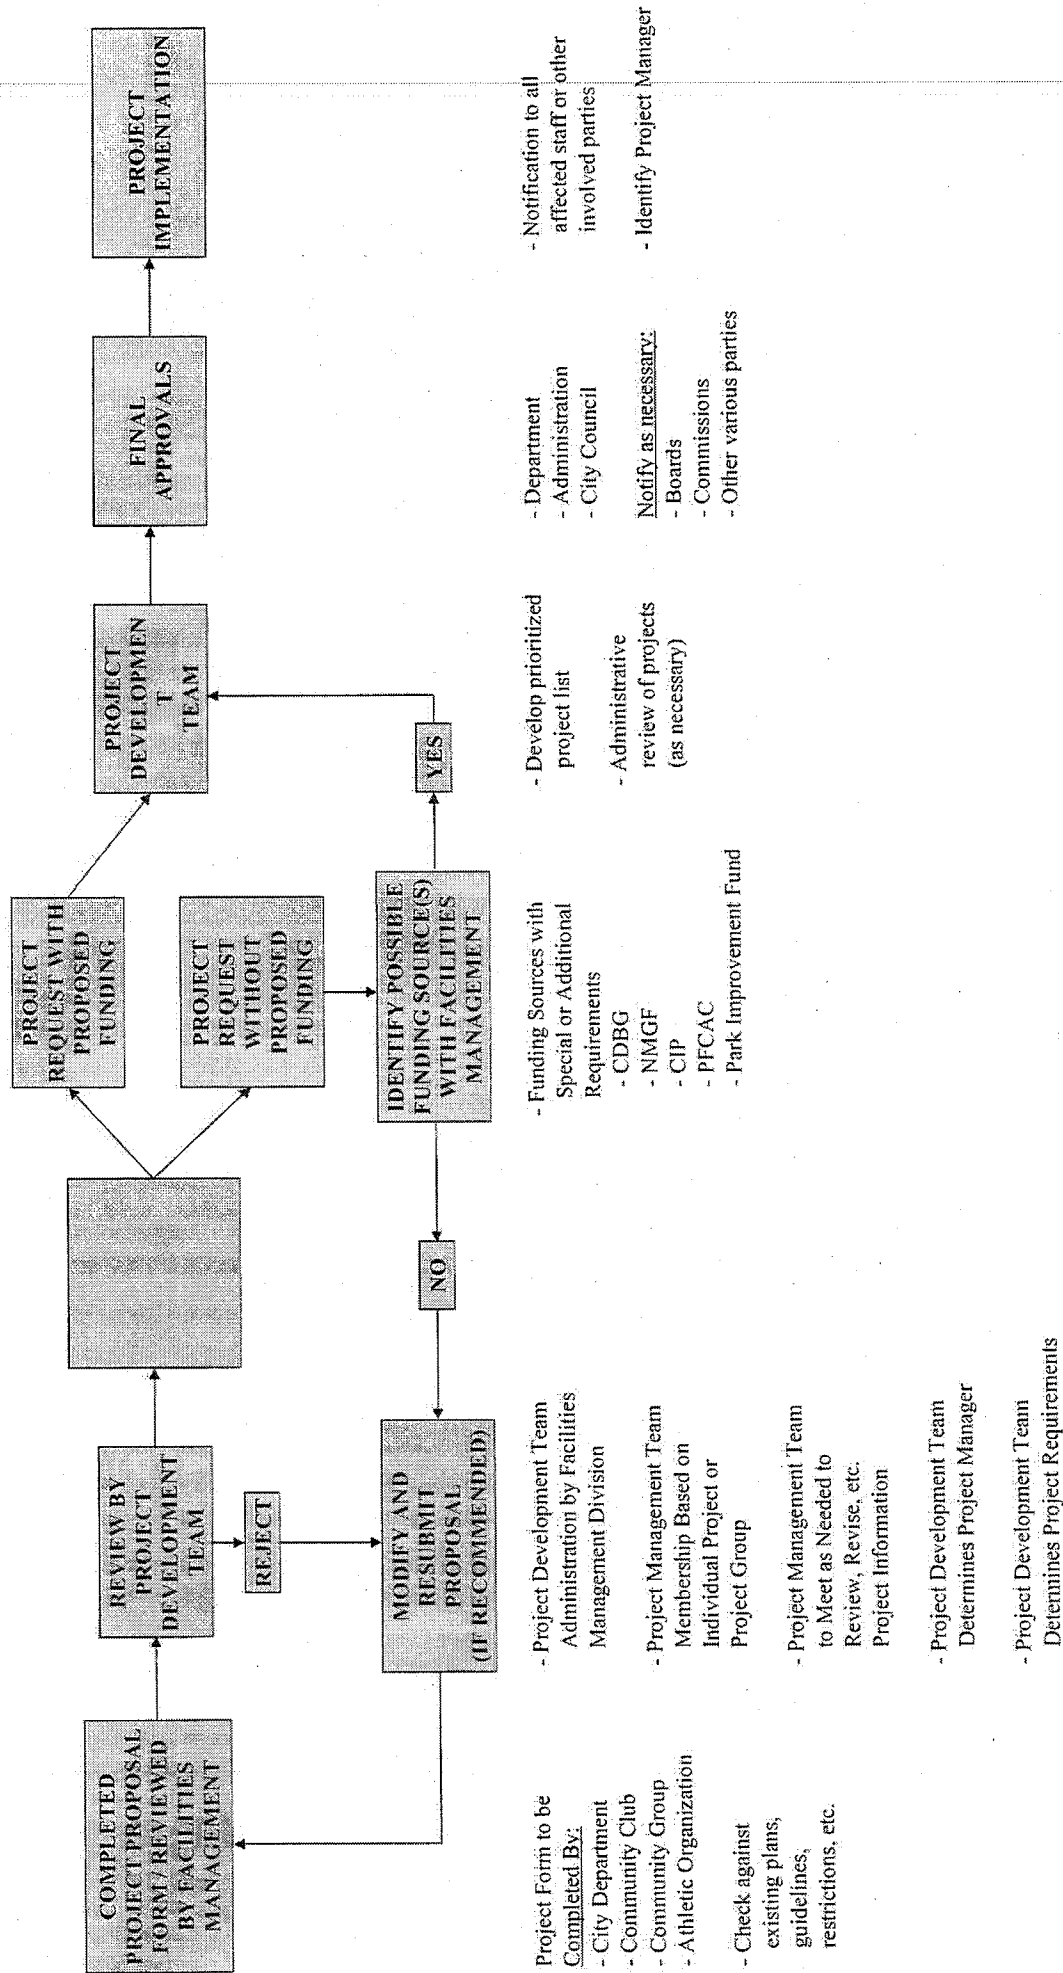 COMPLETED
PROJECT PROPOSAL
FORM / REVIEWED
BY FACILITIES
MANAGEMENT
REVIEW BY
PROJECT
DEVELOPMENT
TEAM
REJECT
MODIFY AND
RESUBMIT
PROPOSAL
(IF RECOMMENDED)
NO
PROJECT
REQUEST WITH
PROPOSED
FUNDING
PROJECT
REQUEST
WITHOUT
PROPOSED
FUNDING
IDENTIFY POSSIBLE
FUNDING SOURCE(S)
WITH FACILITIES
MANAGEMENT
YES
PROJECT
DEVELOPMEN
T
TEAM
FINAL
APPROVALS
PROJECT
IMPLEMENTATION
Project Form to be
Completed By:
- City Department
- Community Club
- Community Group
- Athletic Organization
- Check against
existing plans,
guidelines,
restrictions, etc.
- Project Development Team
Administration by Facilities
Management Division
- Project Management Team
Membership Based on
Individual Project or
Project Group
- Project Management Team
to Meet as Needed to
Review, Revise, etc.
Project Information
- Project Development Team
Determines Project Manager
- Project Development Team
Determines Project Requirements
- Funding Sources with
Special or Additional
Requirements
- CDBG
- NMGF
- CIP
- PFCAC
- Park Improvement Fund
- Develop prioritized
project list
- Administrative
review of projects
(as necessary)
- Department
- Administration
- City Council
Notify as necessary:
- Boards
- Commissions
- Other various parties
- Notification to all
affected staff or other
involved parties
- Identify Project Manager